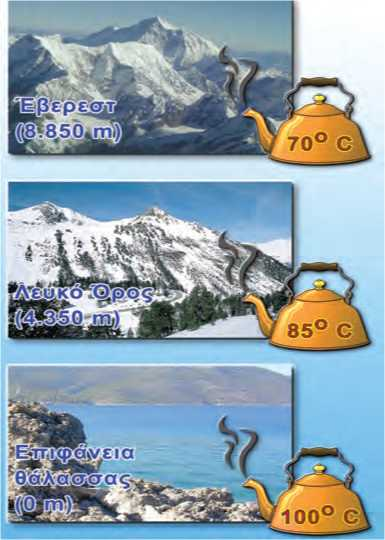 Έβερεστ
(8.850 m)
70° C
Λευκό Όρος
(4.350 m)
85° C
Επιφάνεια
θάλασσας
(0 m)
100° C